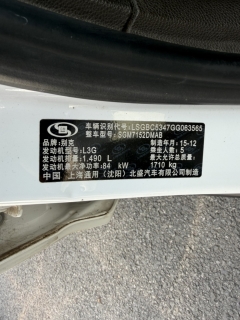 车辆识别代号: LSGBC5347GG063565
整车型号: SGM7152DMAB
品牌: 别克 制造年月: 15-12
发动机型号: L3G 乘坐人数: 5
发动机排量: 1.490 L 最大允许总质量:
最大净功率: 84 kW 1710 kg
中国 上海通用（沈阳）北盛汽车有限公司制造